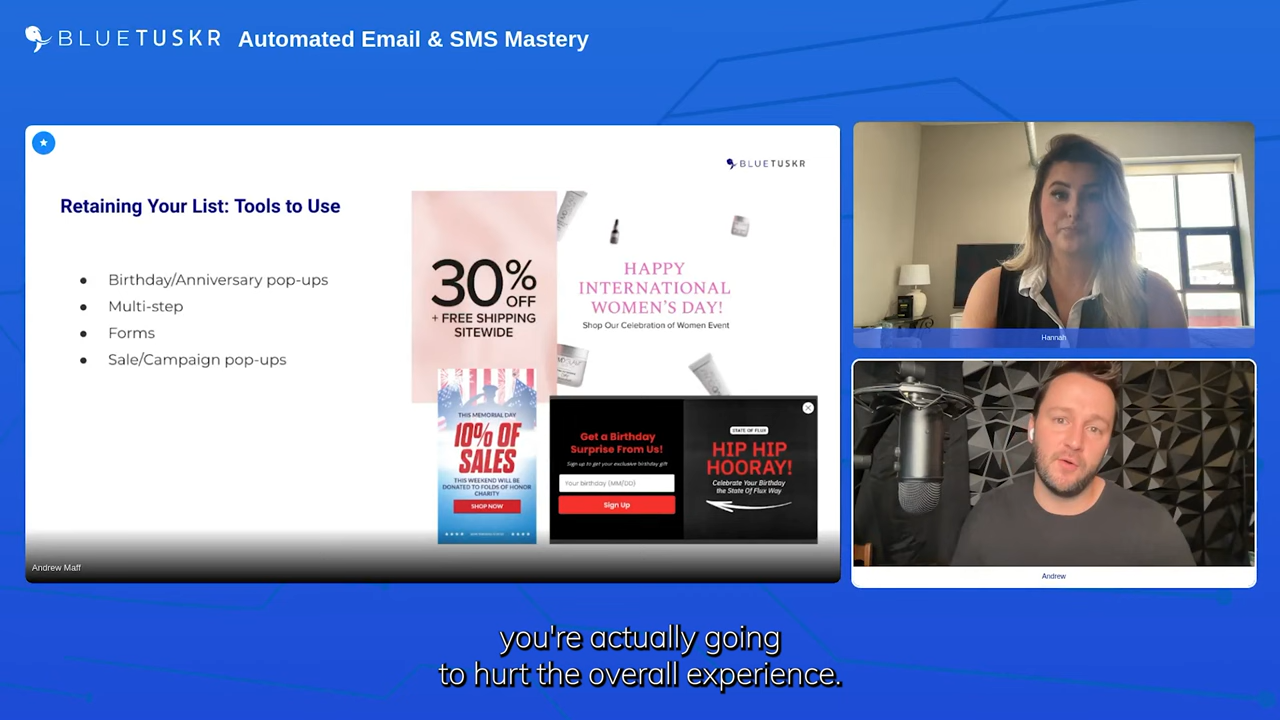 BLUETUSKR Automated Email & SMS Mastery
BLUETUSKR
Retaining Your List: Tools to Use
● Birthday/Anniversary pop-ups
● Multi-step
● Forms
● Sale/Campaign pop-ups
30% OFF
+ FREE SHIPPING
SITEWIDE
HAPPY
INTERNATIONAL
WOMEN'S DAY!
Shop Our Celebration of Women Event
THIS MEMORIAL DAY
10% OF
SALES
THIS WEEKEND WILL BE
DONATED TO FOLDS OF HONOR
CHARITY
SHOP NOW
Get a Birthday
Surprise From Us!
Sign up to get your exclusive birthday gift
Your birthday (MM/DD)
Sign Up
STATE OF FLUX
HIP HIP
HOORAY!
Celebrate Your Birthday
the State Of Flux Way
Andrew Maff
Hannah
Andrew
you're actually going
to hurt the overall experience.